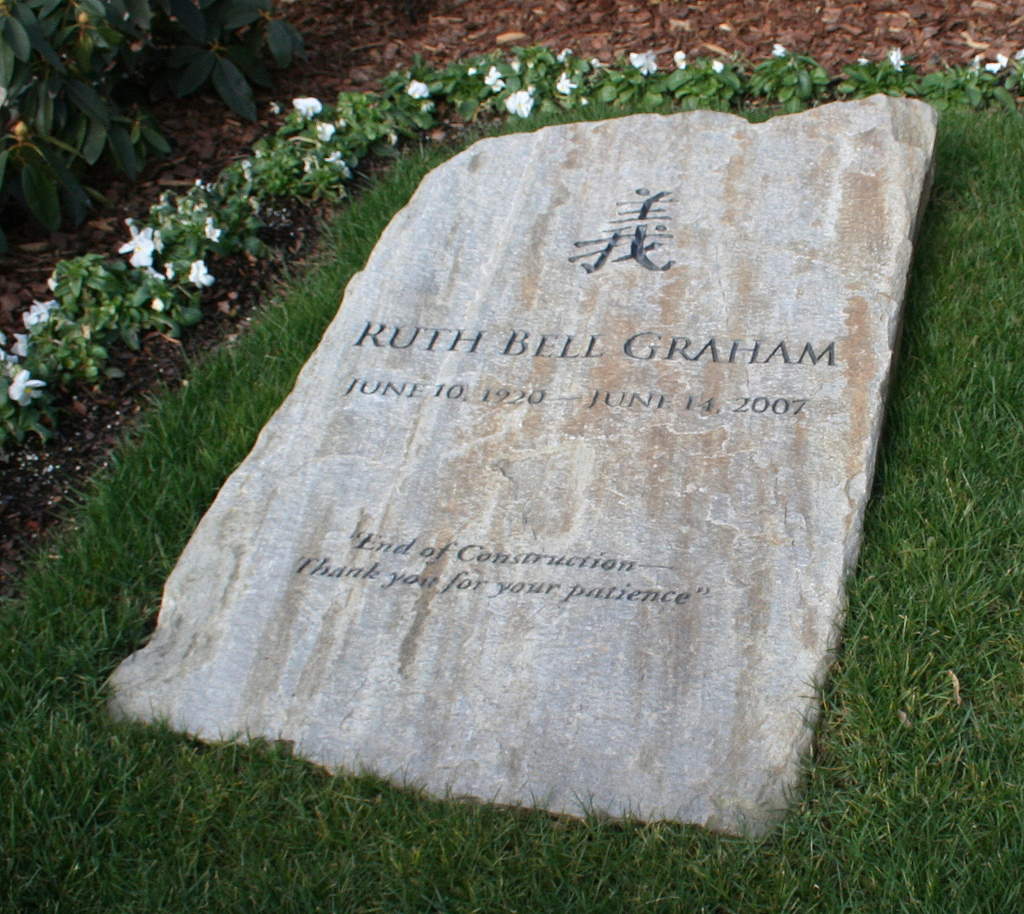 義
RUTH BELL GRAHAM
JUNE 10, 1920 – JUNE 14, 2007
"End of Construction—
Thank you for your patience"